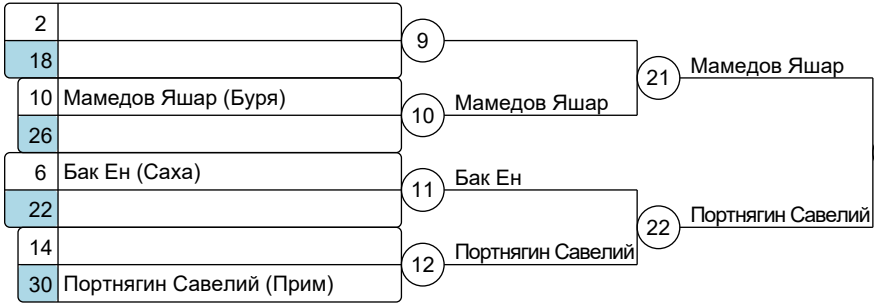 2
18
9
10 Мамедов Яшар (Буря)
26
10
Мамедов Яшар
21
Мамедов Яшар
6 Бак Ен (Саха)
22
11
Бак Ен
14
30 Портнягин Савелий (Прим)
12
Портнягин Савелий
22
Портнягин Савелий